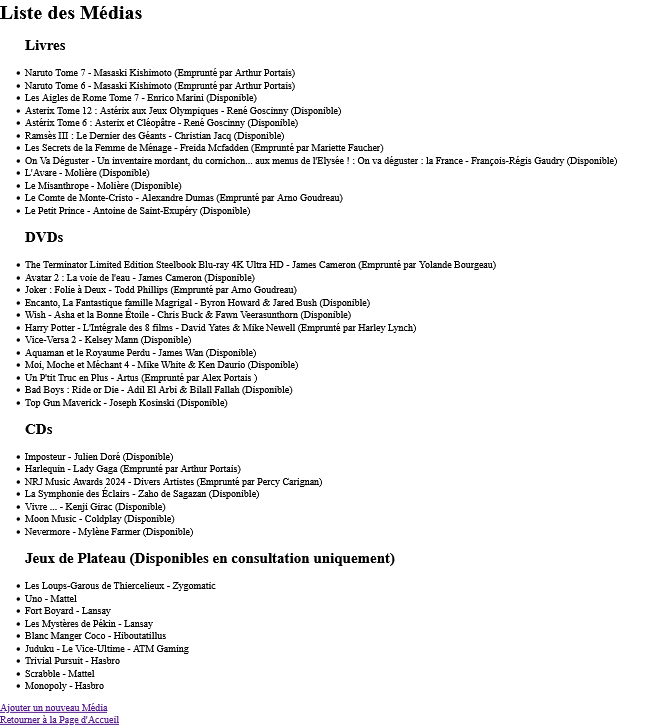 Liste des Médias
Livres
Naruto Tome 7 - Masaski Kishimoto (Emprunté par Arthur Portais)
Naruto Tome 6 - Masaski Kishimoto (Emprunté par Arthur Portais)
Les Aigles de Rome Tome 7 - Enrico Marini (Disponible)
Asterix Tome 12 : Astérix aux Jeux Olympiques - René Goscinny (Disponible)
Astérix Tome 6 : Asterix et Cléopâtre - René Goscinny (Disponible)
Ramsès III : Le Dernier des Géants - Christian Jacq (Disponible)
Les Secrets de la Femme de Ménage - Freida Mcfadden (Emprunté par Mariette Faucher)
On Va Déguster - Un inventaire mordant, du cornichon... aux menus de l'Elysée ! : On va déguster : la France - François-Régis Gaudry (Disponible)
L'Avare - Molière (Disponible)
Le Misanthrope - Molière (Disponible)
Le Comte de Monte-Cristo - Alexandre Dumas (Emprunté par Arno Goudreau)
Le Petit Prince - Antoine de Saint-Exupéry (Disponible)
DVDs
The Terminator Limited Edition Steelbook Blu-ray 4K Ultra HD - James Cameron (Emprunté par Yolande Bourgeau)
Avatar 2 : La voie de l'eau - James Cameron (Disponible)
Joker : Folie à Deux - Todd Phillips (Emprunté par Arno Goudreau)
Encanto, La Fantastique famille Magrigal - Byron Howard & Jared Bush (Disponible)
Wish - Asha et la Bonne Étoile - Chris Buck & Fawn Veerasunthorn (Disponible)
Harry Potter - L'Intégrale des 8 films - David Yates & Mike Newell (Emprunté par Harley Lynch)
Vice-Versa 2 - Kelsey Mann (Disponible)
Aquaman et le Royaume Perdu - James Wan (Disponible)
Moi, Moche et Méchant 4 - Mike White & Ken Daurio (Disponible)
Un P'tit Truc en Plus - Artus (Emprunté par Alex Portais )
Bad Boys : Ride or Die - Adil El Arbi & Bilall Fallah (Disponible)
Top Gun Maverick - Joseph Kosinski (Disponible)
CDs
Imposteur - Julien Doré (Disponible)
Harlequin - Lady Gaga (Emprunté par Arthur Portais)
NRJ Music Awards 2024 - Divers Artistes (Emprunté par Percy Carignan)
La Symphonie des Éclairs - Zaho de Sagazan (Disponible)
Vivre ... - Kenji Girac (Disponible)
Moon Music - Coldplay (Disponible)
Nevermore - Mylène Farmer (Disponible)
Jeux de Plateau (Disponibles en consultation uniquement)
Les Loups-Garous de Thiercelieux - Zygomatic
Uno - Mattel
Fort Boyard - Lansay
Les Mystères de Pékin - Lansay
Blanc Manger Coco - Hiboutatillus
Juduku - Le Vice-Ultime - ATM Gaming
Trivial Pursuit - Hasbro
Scrabble - Mattel
Monopoly - Hasbro
Ajouter un nouveau Média
Retourner à la Page d'Accueil